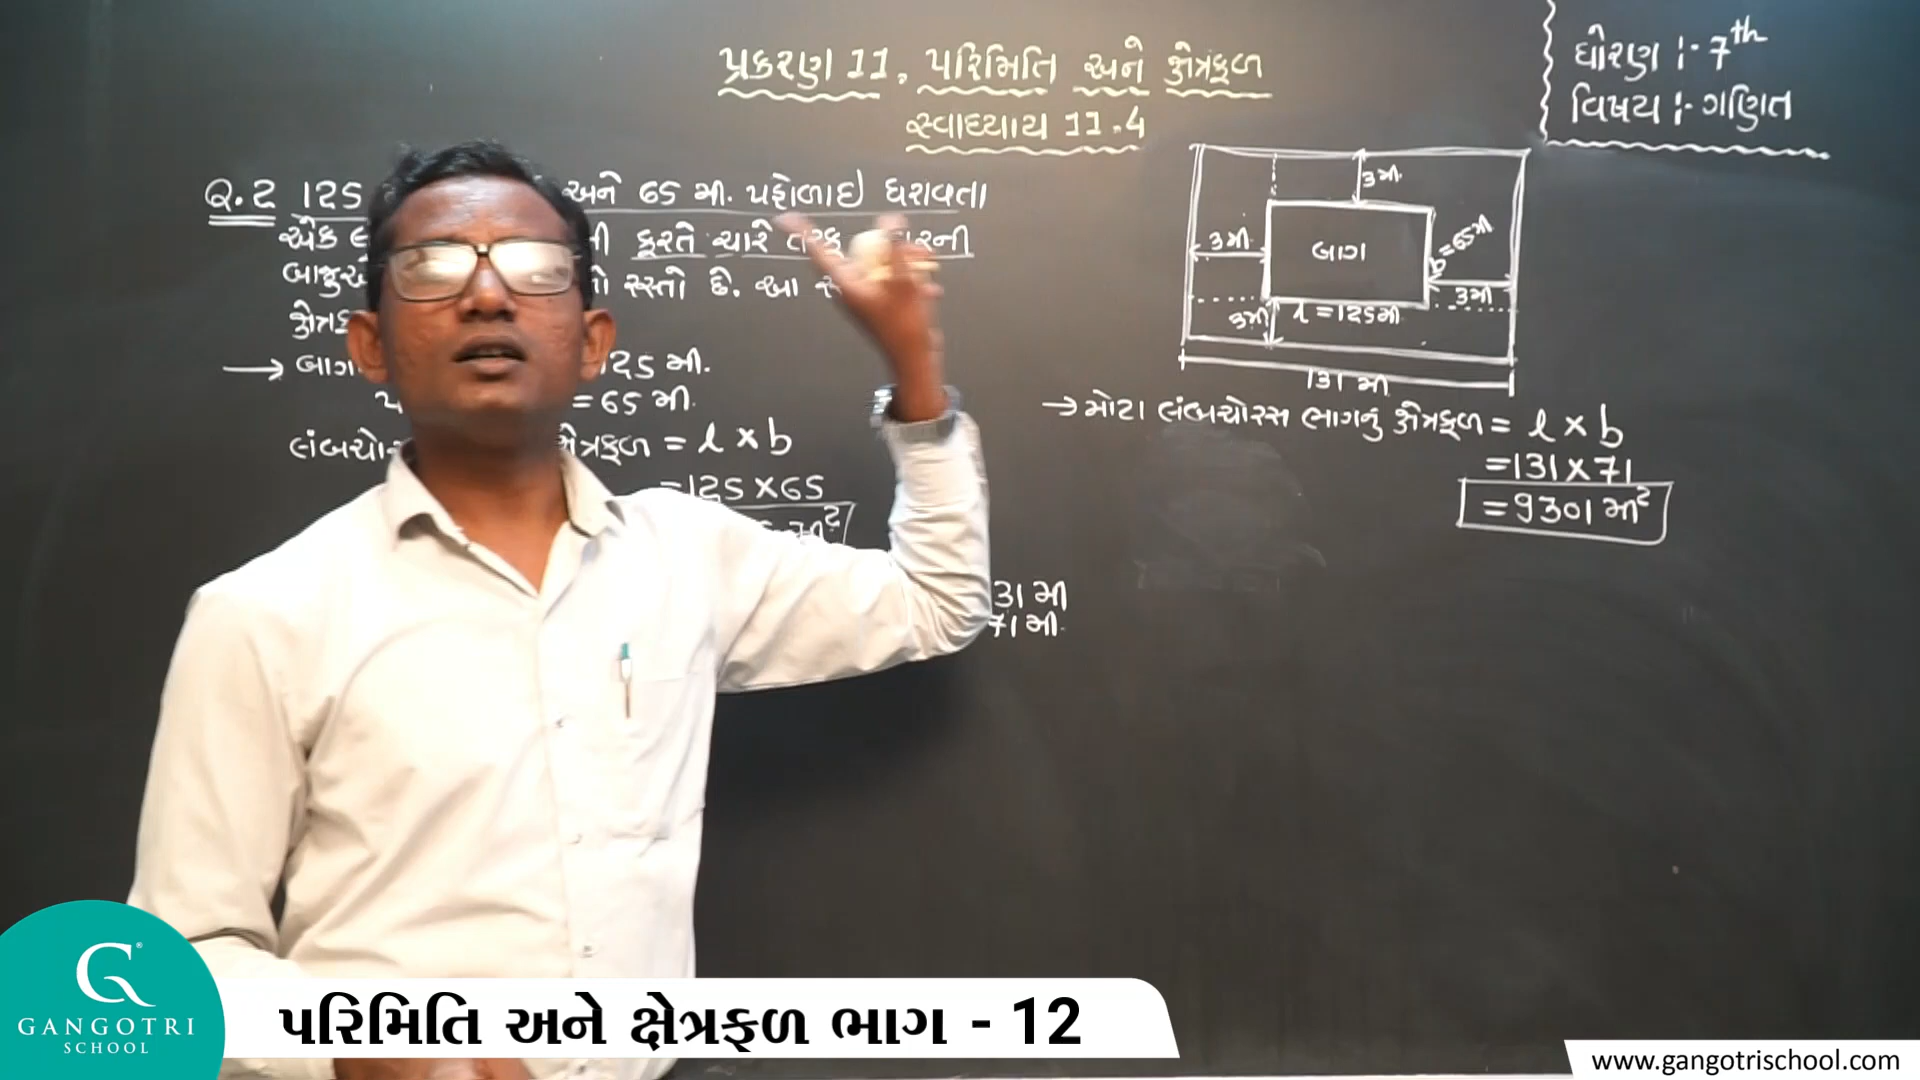 પ્રકરણ 11. પરિમિતિ અને ક્ષેત્રફળ
સ્વાધ્યાય 11.4
ધોરણ :- 7th
વિષય :- ગણિત
Q.2 125 અને 65 મી. પહોળાઈ ધરાવતા
એક ની ફરતે ચારે તરફ
બાજુએ રસ્તો છે. આ
બાગ 125 મી.
= 65 મી.
ક્ષેત્રફળ = l × b
= 125 × 65
31 મી
71 મી.
3 મી.
3 મી.
બાગ
b = 65 મી
3 મી
3 મી
l = 125 મી
131 મી
→ મોટા લંબચોરસ ભાગનું ક્ષેત્રફળ = l × b
= 131 × 71
= 9301 મી²
GANGOTRI
SCHOOL
પરિમિતિ અને ક્ષેત્રફળ ભાગ - 12
www.gangotrischool.com